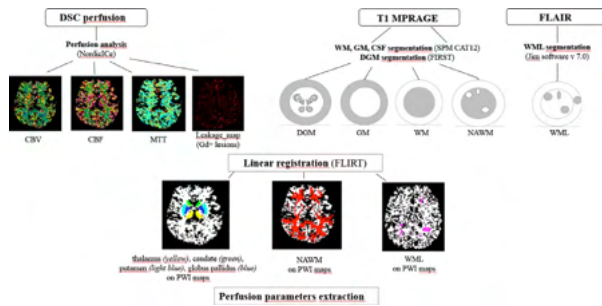 DSC perfusion
Perfusion analysis
(NordicICe)
CBV
CBF
MTT
Leakage map
(Gd+ lesions)
T1 MPRAGE
WM, GM, CSF segmentation (SPM CAT12)
DGM segmentation (FIRST)
DGM
GM
WM
NAWM
FLAIR
WML segmentation
(Jim software v 7.0)
WML
Linear registration (FLIRT)
thalamus (yellow), caudate (green),
putamen (light blue), globus pallidus (blue)
on PWI maps
NAWM
on PWI maps
WML
on PWI maps
Perfusion parameters extraction